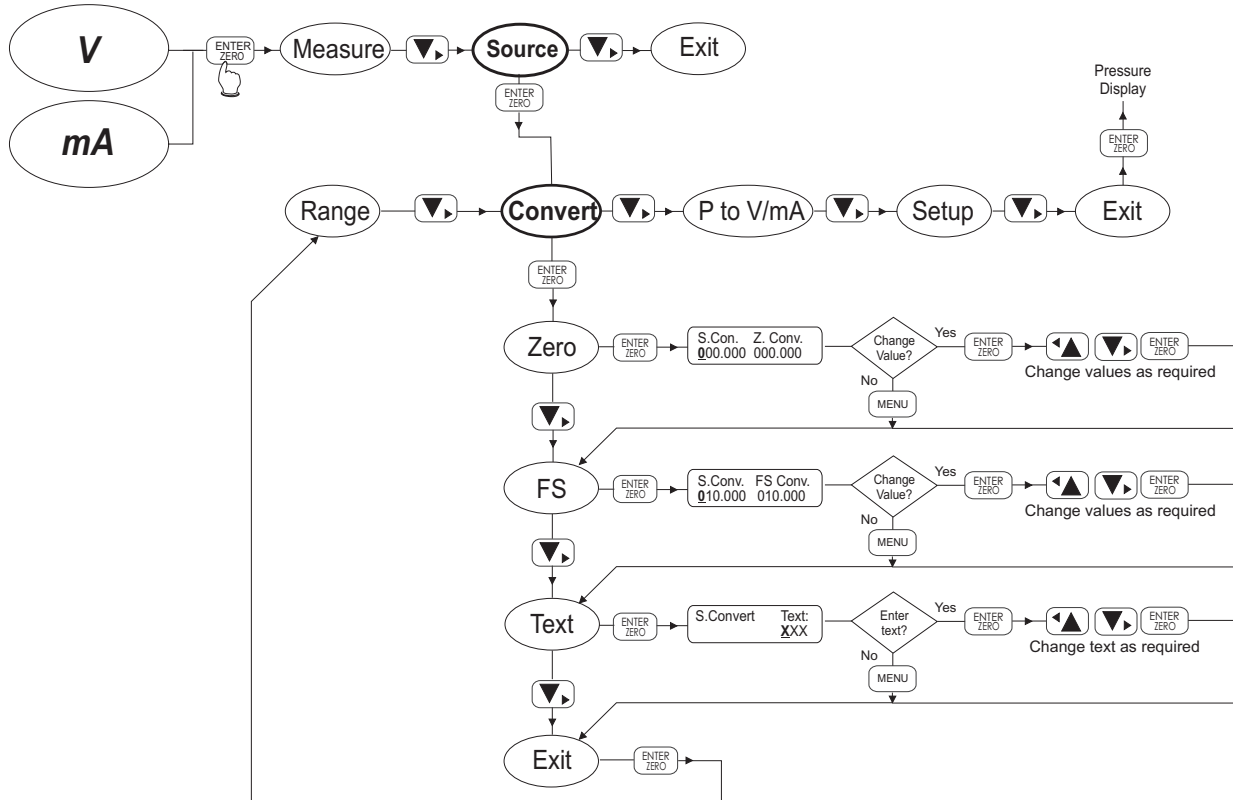 V
mA
ENTER
ZERO
Measure
Source
Exit
ENTER
ZERO
Pressure
Display
ENTER
ZERO
Range
Convert
P to V/mA
Setup
Exit
ENTER
ZERO
Zero
ENTER
ZERO
S.Con. Z. Conv.
000.000 000.000
Change
Value?
Yes
ENTER
ZERO
ENTER
ZERO
Change values as required
No
MENU
FS
ENTER
ZERO
S.Conv. FS Conv.
010.000 010.000
Change
Value?
Yes
ENTER
ZERO
ENTER
ZERO
Change values as required
No
MENU
Text
ENTER
ZERO
S.Convert Text:
XXX
Enter
text?
Yes
ENTER
ZERO
ENTER
ZERO
Change text as required
No
MENU
Exit
ENTER
ZERO